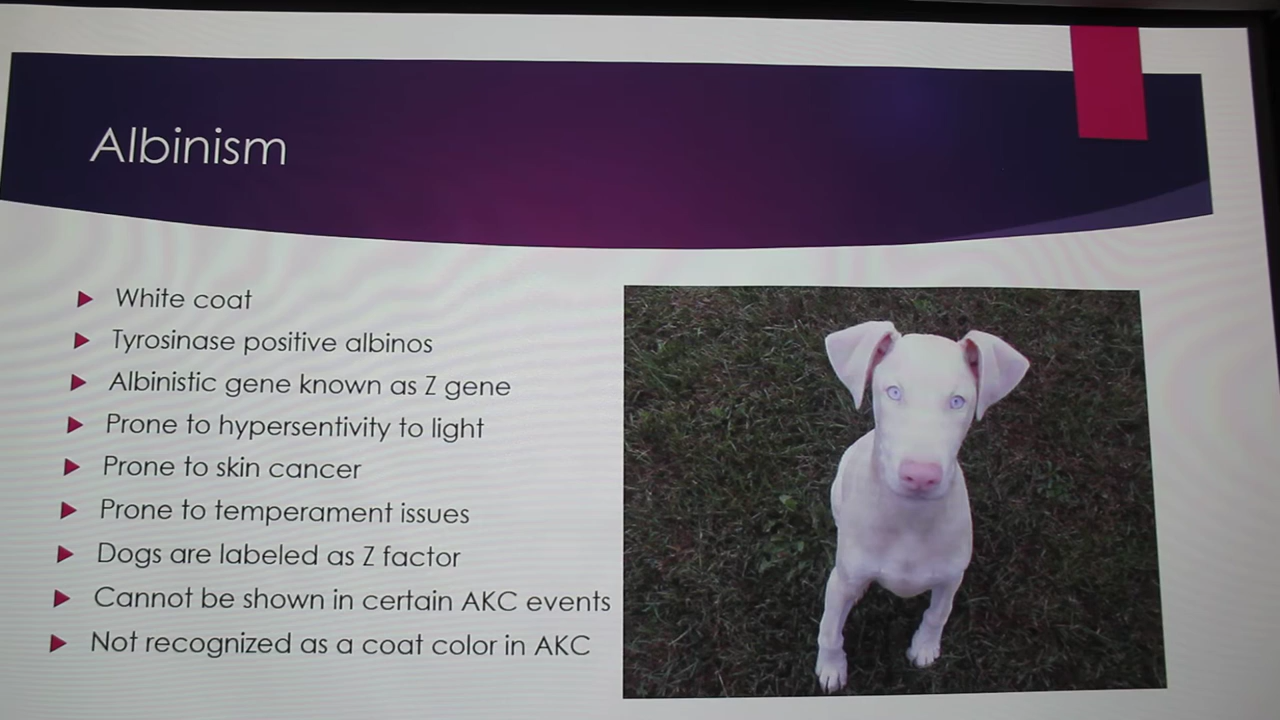 Albinism
White coat
Tyrosinase positive albinos
Albinistic gene known as Z gene
Prone to hypersentivity to light
Prone to skin cancer
Prone to temperament issues
Dogs are labeled as Z factor
Cannot be shown in certain AKC events
Not recognized as a coat color in AKC